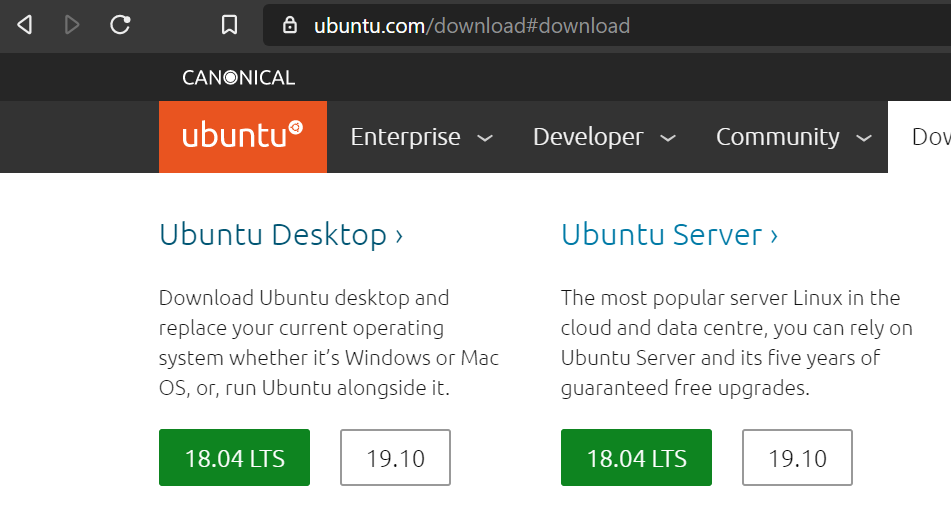 ubuntu.com/download#download
CANONICAL
ubuntu
Enterprise
Developer
Community
Ubuntu Desktop ›
Download Ubuntu desktop and
replace your current operating
system whether it’s Windows or Mac
OS, or, run Ubuntu alongside it.
18.04 LTS
19.10
Ubuntu Server ›
The most popular server Linux in the
cloud and data centre, you can rely on
Ubuntu Server and its five years of
guaranteed free upgrades.
18.04 LTS
19.10